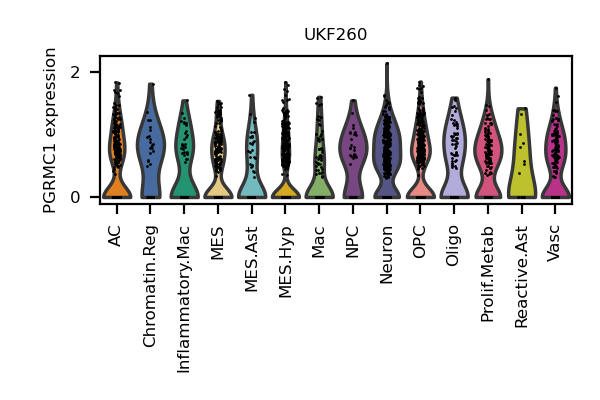 UKF260
PGRMC1 expression
2
0
AC
Chromatin.Reg
Inflammatory.Mac
MES
MES.Ast
MES.Hyp
Mac
NPC
Neuron
OPC
Oligo
Prolif.Metab
Reactive.Ast
Vasc